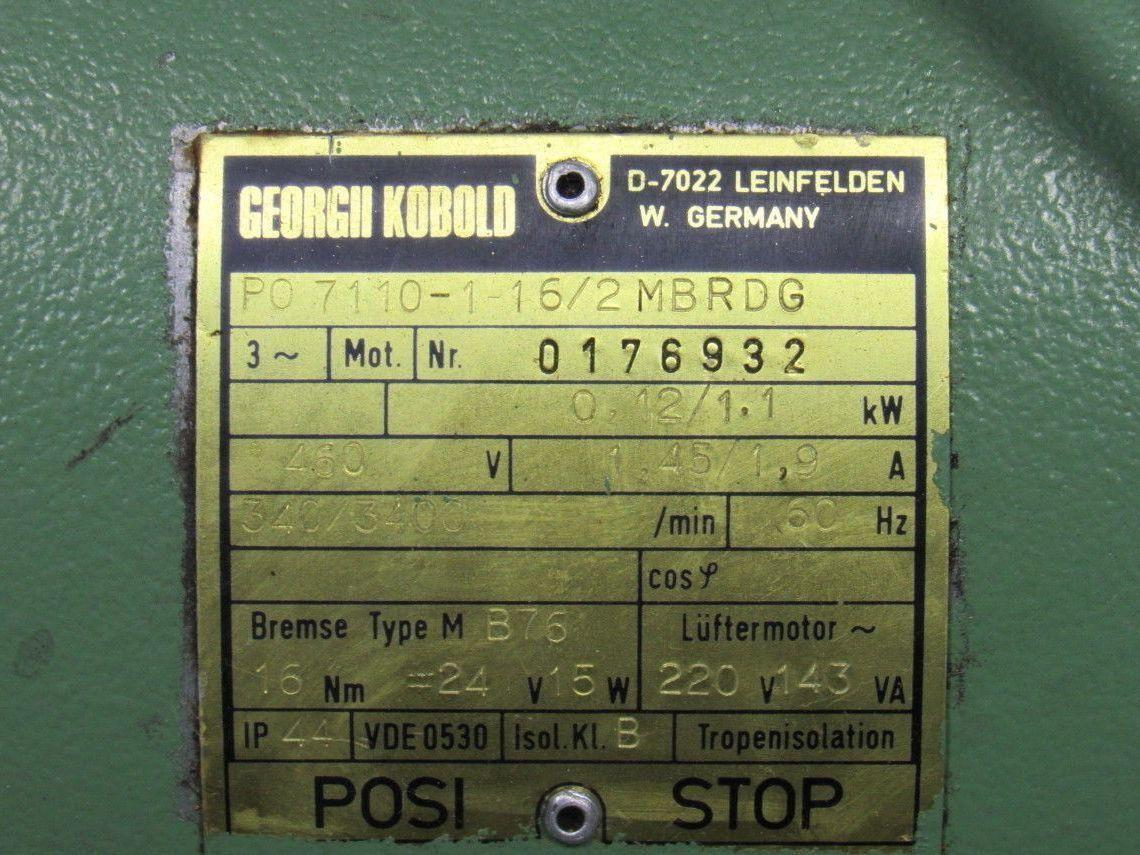 GEORGII KOBOLD
D-7022 LEINFELDEN
W. GERMANY
PO 7110-1-16/2 MBRDG
3 ~ Mot. Nr. 0176932
0,12/1.1 kW
460 V 1,45/1,9 A
340/3400 /min 60 Hz
cos φ
Bremse Type M B76 Lüftermotor ~
16 Nm =24 V 15 W 220 V 143 VA
IP 44 VDE 0530 Isol.Kl. B Tropenisolation
POSI STOP